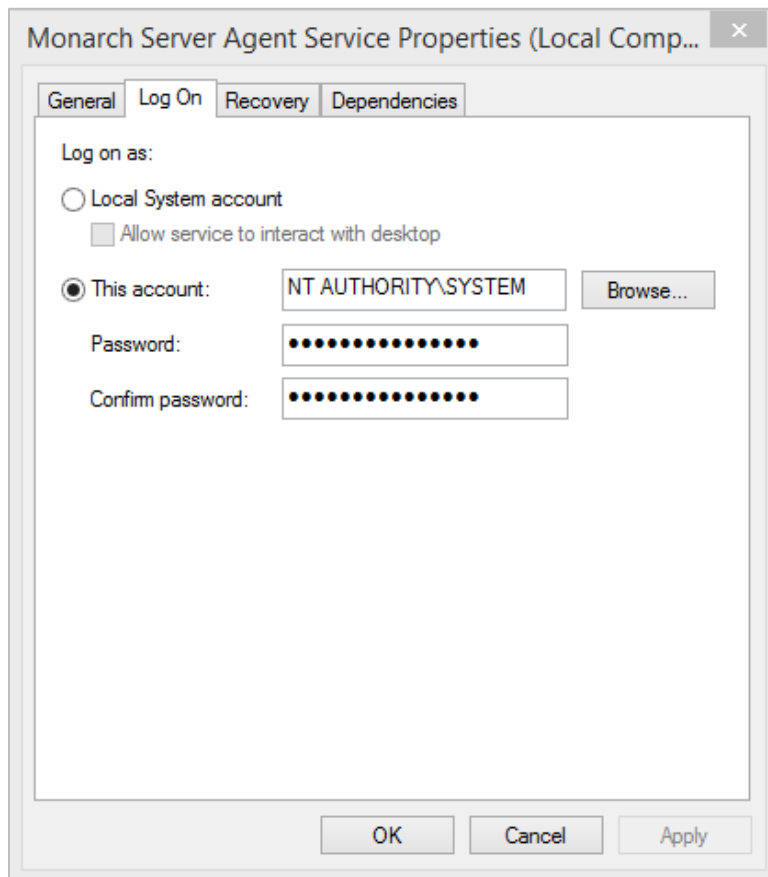 Monarch Server Agent Service Properties (Local Comp...
General Log On Recovery Dependencies
Log on as:
Local System account
Allow service to interact with desktop
This account: NT AUTHORITY\SYSTEM Browse...
Password: •••••••••••••••
Confirm password: •••••••••••••••
OK Cancel Apply